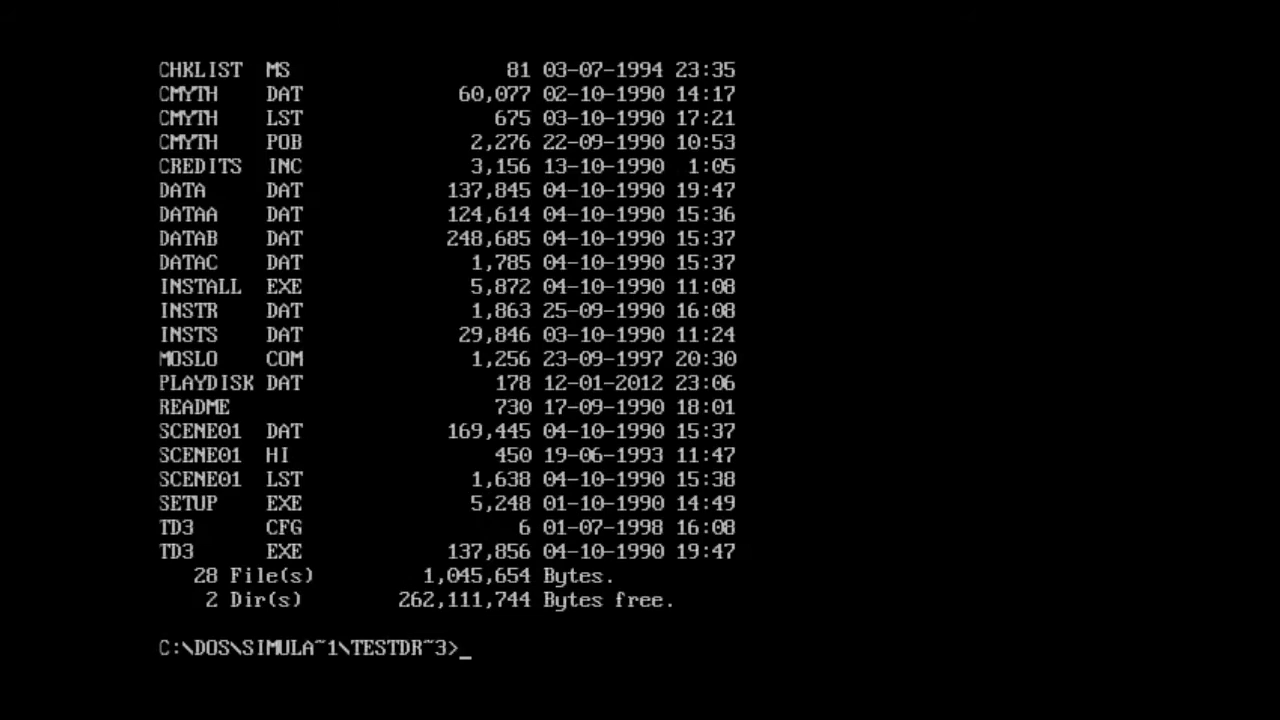 CHKLIST  MS                   81 03-07-1994 23:35
CMYTH    DAT              60,077 02-10-1990 14:17
CMYTH    LST                 675 03-10-1990 17:21
CMYTH    POB               2,276 22-09-1990 10:53
CREDITS  INC               3,156 13-10-1990  1:05
DATA     DAT             137,845 04-10-1990 19:47
DATAA    DAT             124,614 04-10-1990 15:36
DATAB    DAT             248,685 04-10-1990 15:37
DATAC    DAT               1,785 04-10-1990 15:37
INSTALL  EXE               5,872 04-10-1990 11:08
INSTR    DAT               1,863 25-09-1990 16:08
INSTS    DAT              29,846 03-10-1990 11:24
MOSLO    COM               1,256 23-09-1997 20:30
PLAYDISK DAT                 178 12-01-2012 23:06
README                       730 17-09-1990 18:01
SCENE01  DAT             169,445 04-10-1990 15:37
SCENE01  HI                  450 19-06-1993 11:47
SCENE01  LST               1,638 04-10-1990 15:38
SETUP    EXE               5,248 01-10-1990 14:49
TD3      CFG                   6 01-07-1998 16:08
TD3      EXE             137,856 04-10-1990 19:47
   28 File(s)         1,045,654 Bytes.
    2 Dir(s)        262,111,744 Bytes free.
C:\DOS\SIMULA~1\TESTDR~3>_